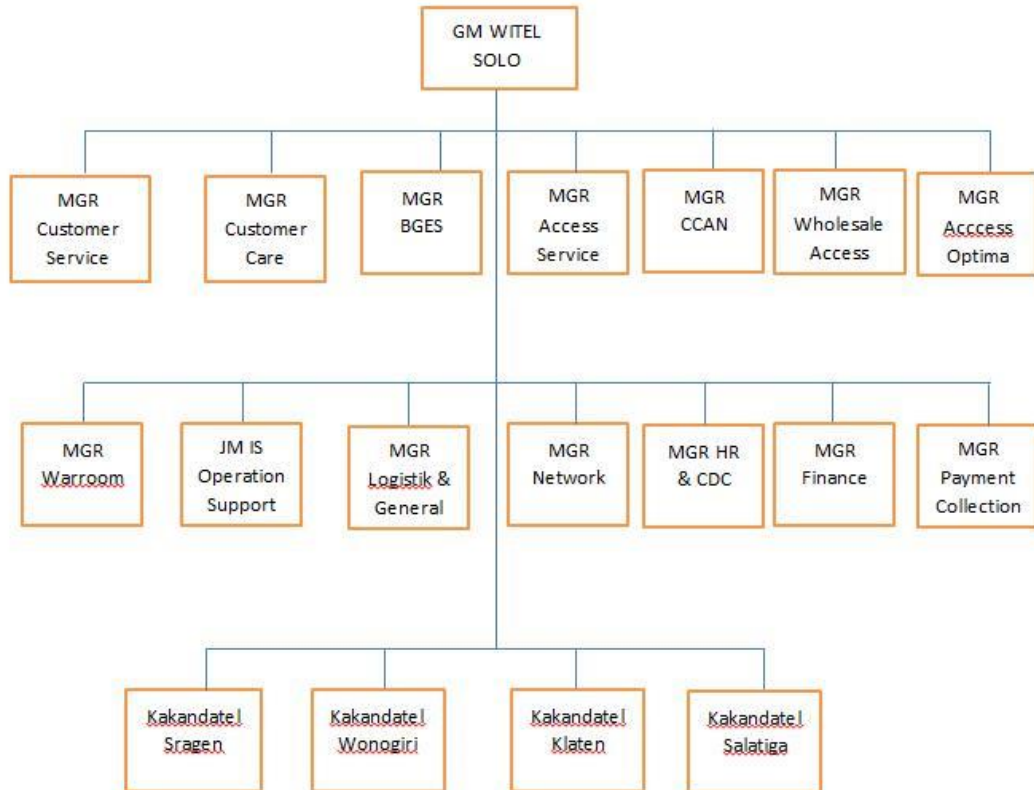 GM WITEL
SOLO
MGR
Customer
Service
MGR
Customer
Care
MGR
BGES
MGR
Access
Service
MGR
CCAN
MGR
Wholesale
Access
MGR
Acccess
Optima
MGR
Warroom
JM IS
Operation
Support
MGR
Logistik &
General
MGR
Network
MGR HR
& CDC
MGR
Finance
MGR
Payment
Collection
Kakandatel
Sragen
Kakandatel
Wonogiri
Kakandatel
Klaten
Kakandatel
Salatiga